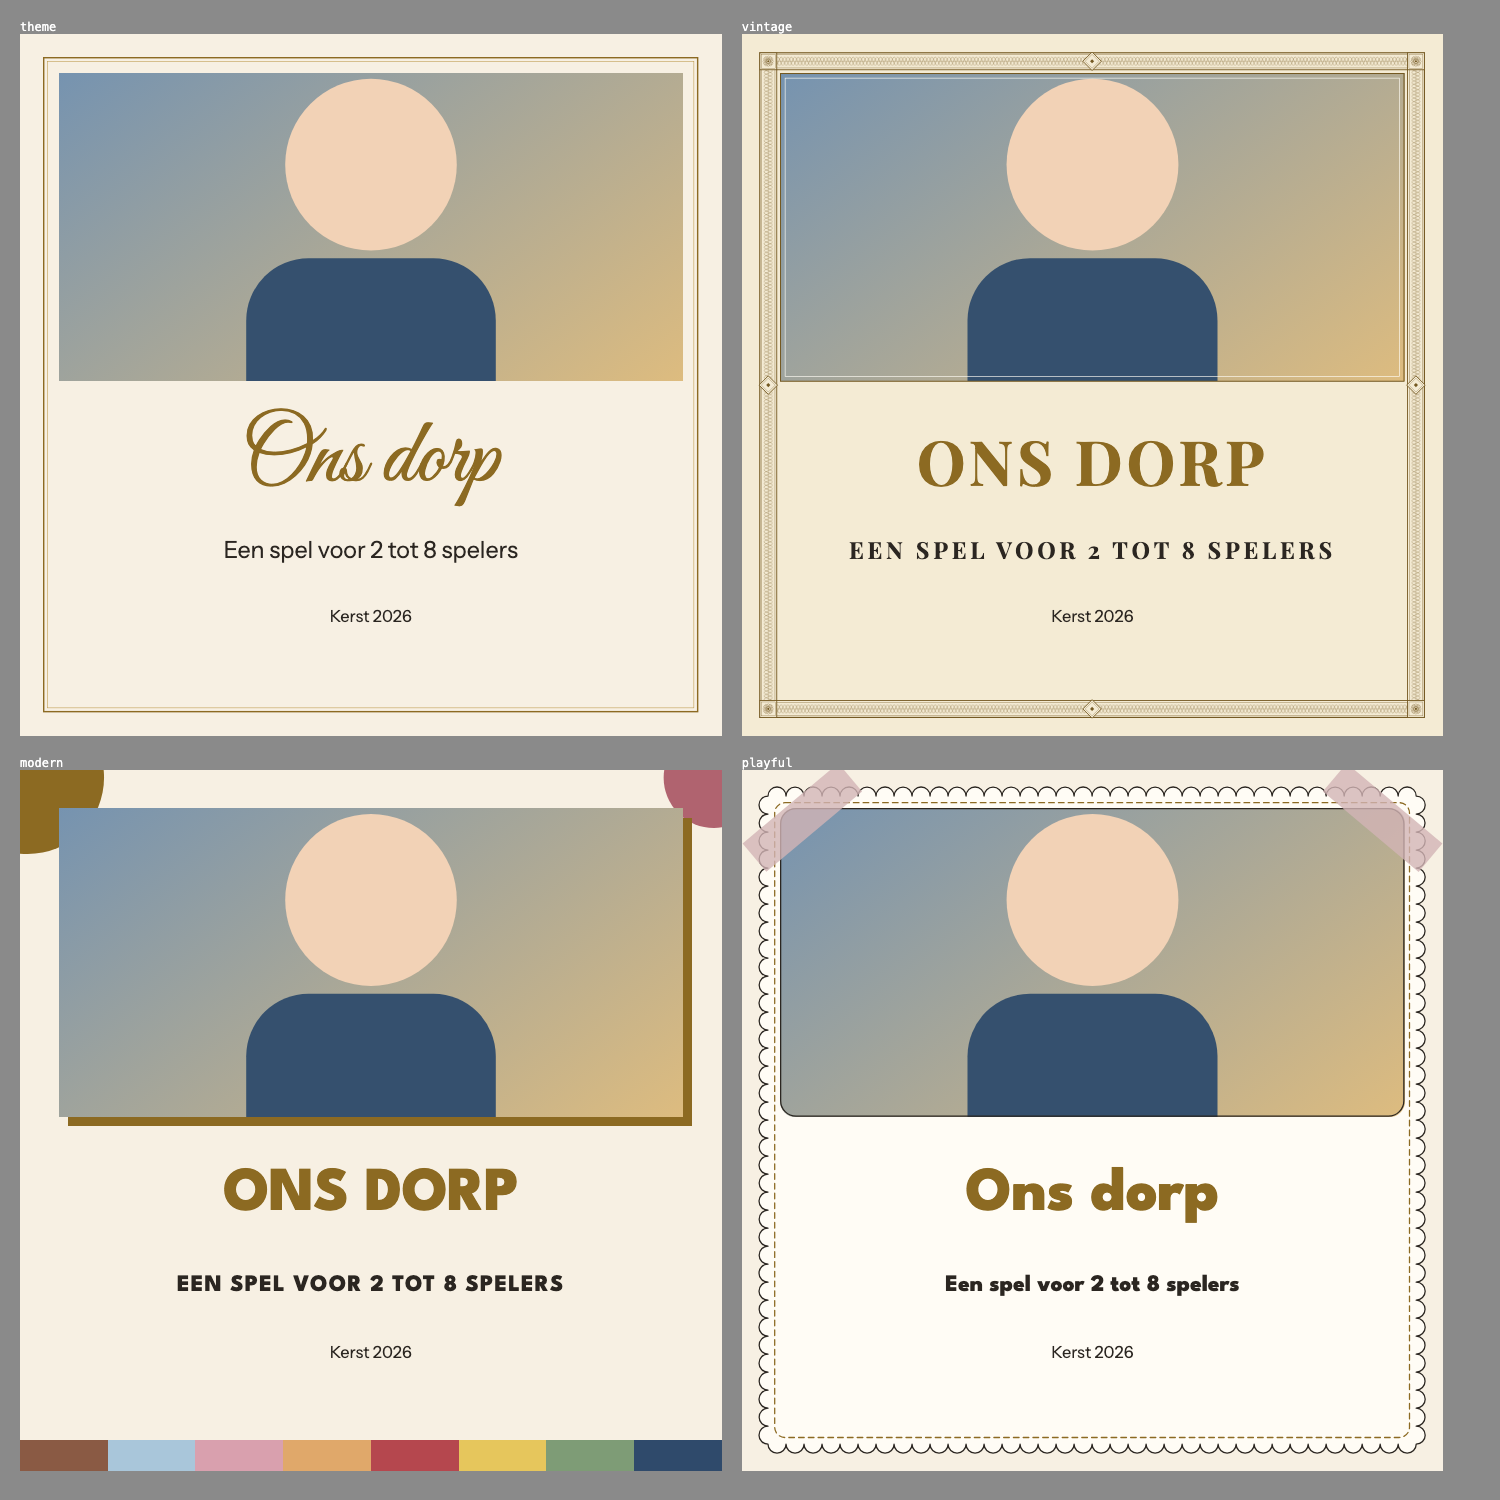 theme
Ons dorp
Een spel voor 2 tot 8 spelers
Kerst 2026
vintage
ONS DORP
EEN SPEL VOOR 2 TOT 8 SPELERS
Kerst 2026
modern
ONS DORP
EEN SPEL VOOR 2 TOT 8 SPELERS
Kerst 2026
playful
Ons dorp
Een spel voor 2 tot 8 spelers
Kerst 2026